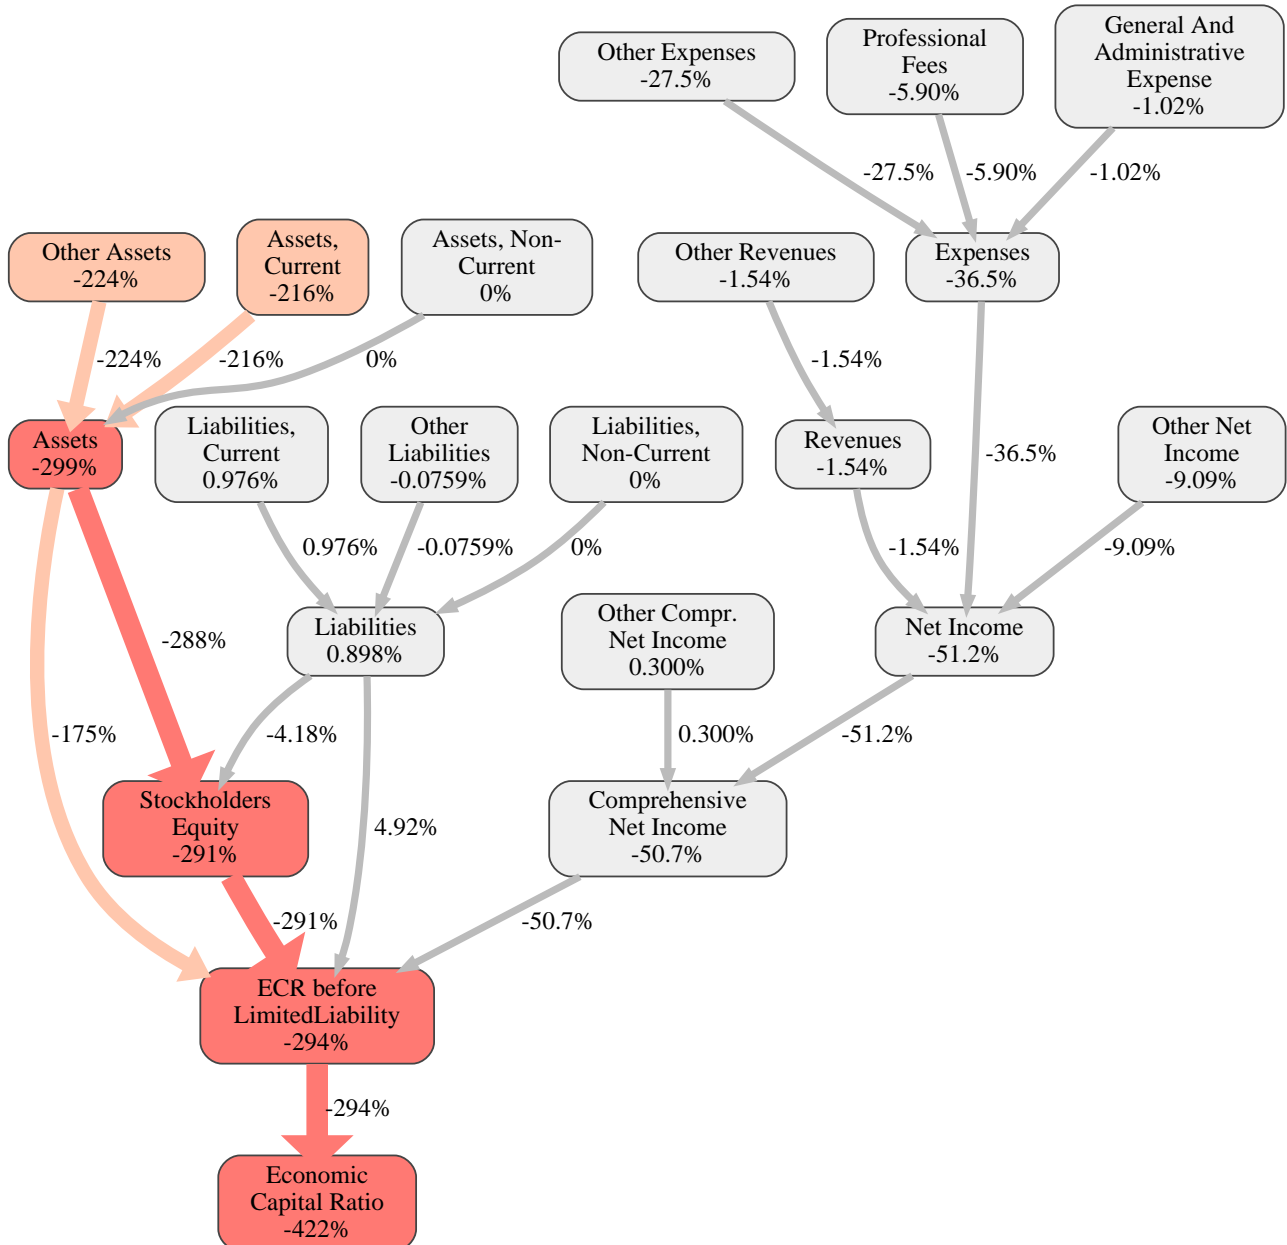 Other Expenses
-27.5%
Professional
Fees
-5.90%
General And
Administrative
Expense
-1.02%
-27.5%
-5.90%
-1.02%
Other Assets
-224%
Assets,
Current
-216%
Assets, Non-
Current
0%
Other Revenues
-1.54%
Expenses
-36.5%
-224%
-216%
0%
-1.54%
Assets
-299%
Liabilities,
Current
0.976%
Other
Liabilities
-0.0759%
Liabilities,
Non-Current
0%
Revenues
-1.54%
-36.5%
Other Net
Income
-9.09%
0.976%
-0.0759%
0%
-1.54%
-9.09%
-288%
Liabilities
0.898%
Other Compr.
Net Income
0.300%
Net Income
-51.2%
-175%
-4.18%
0.300%
-51.2%
Stockholders
Equity
-291%
4.92%
Comprehensive
Net Income
-50.7%
-291%
-50.7%
ECR before
LimitedLiability
-294%
-294%
Economic
Capital Ratio
-422%